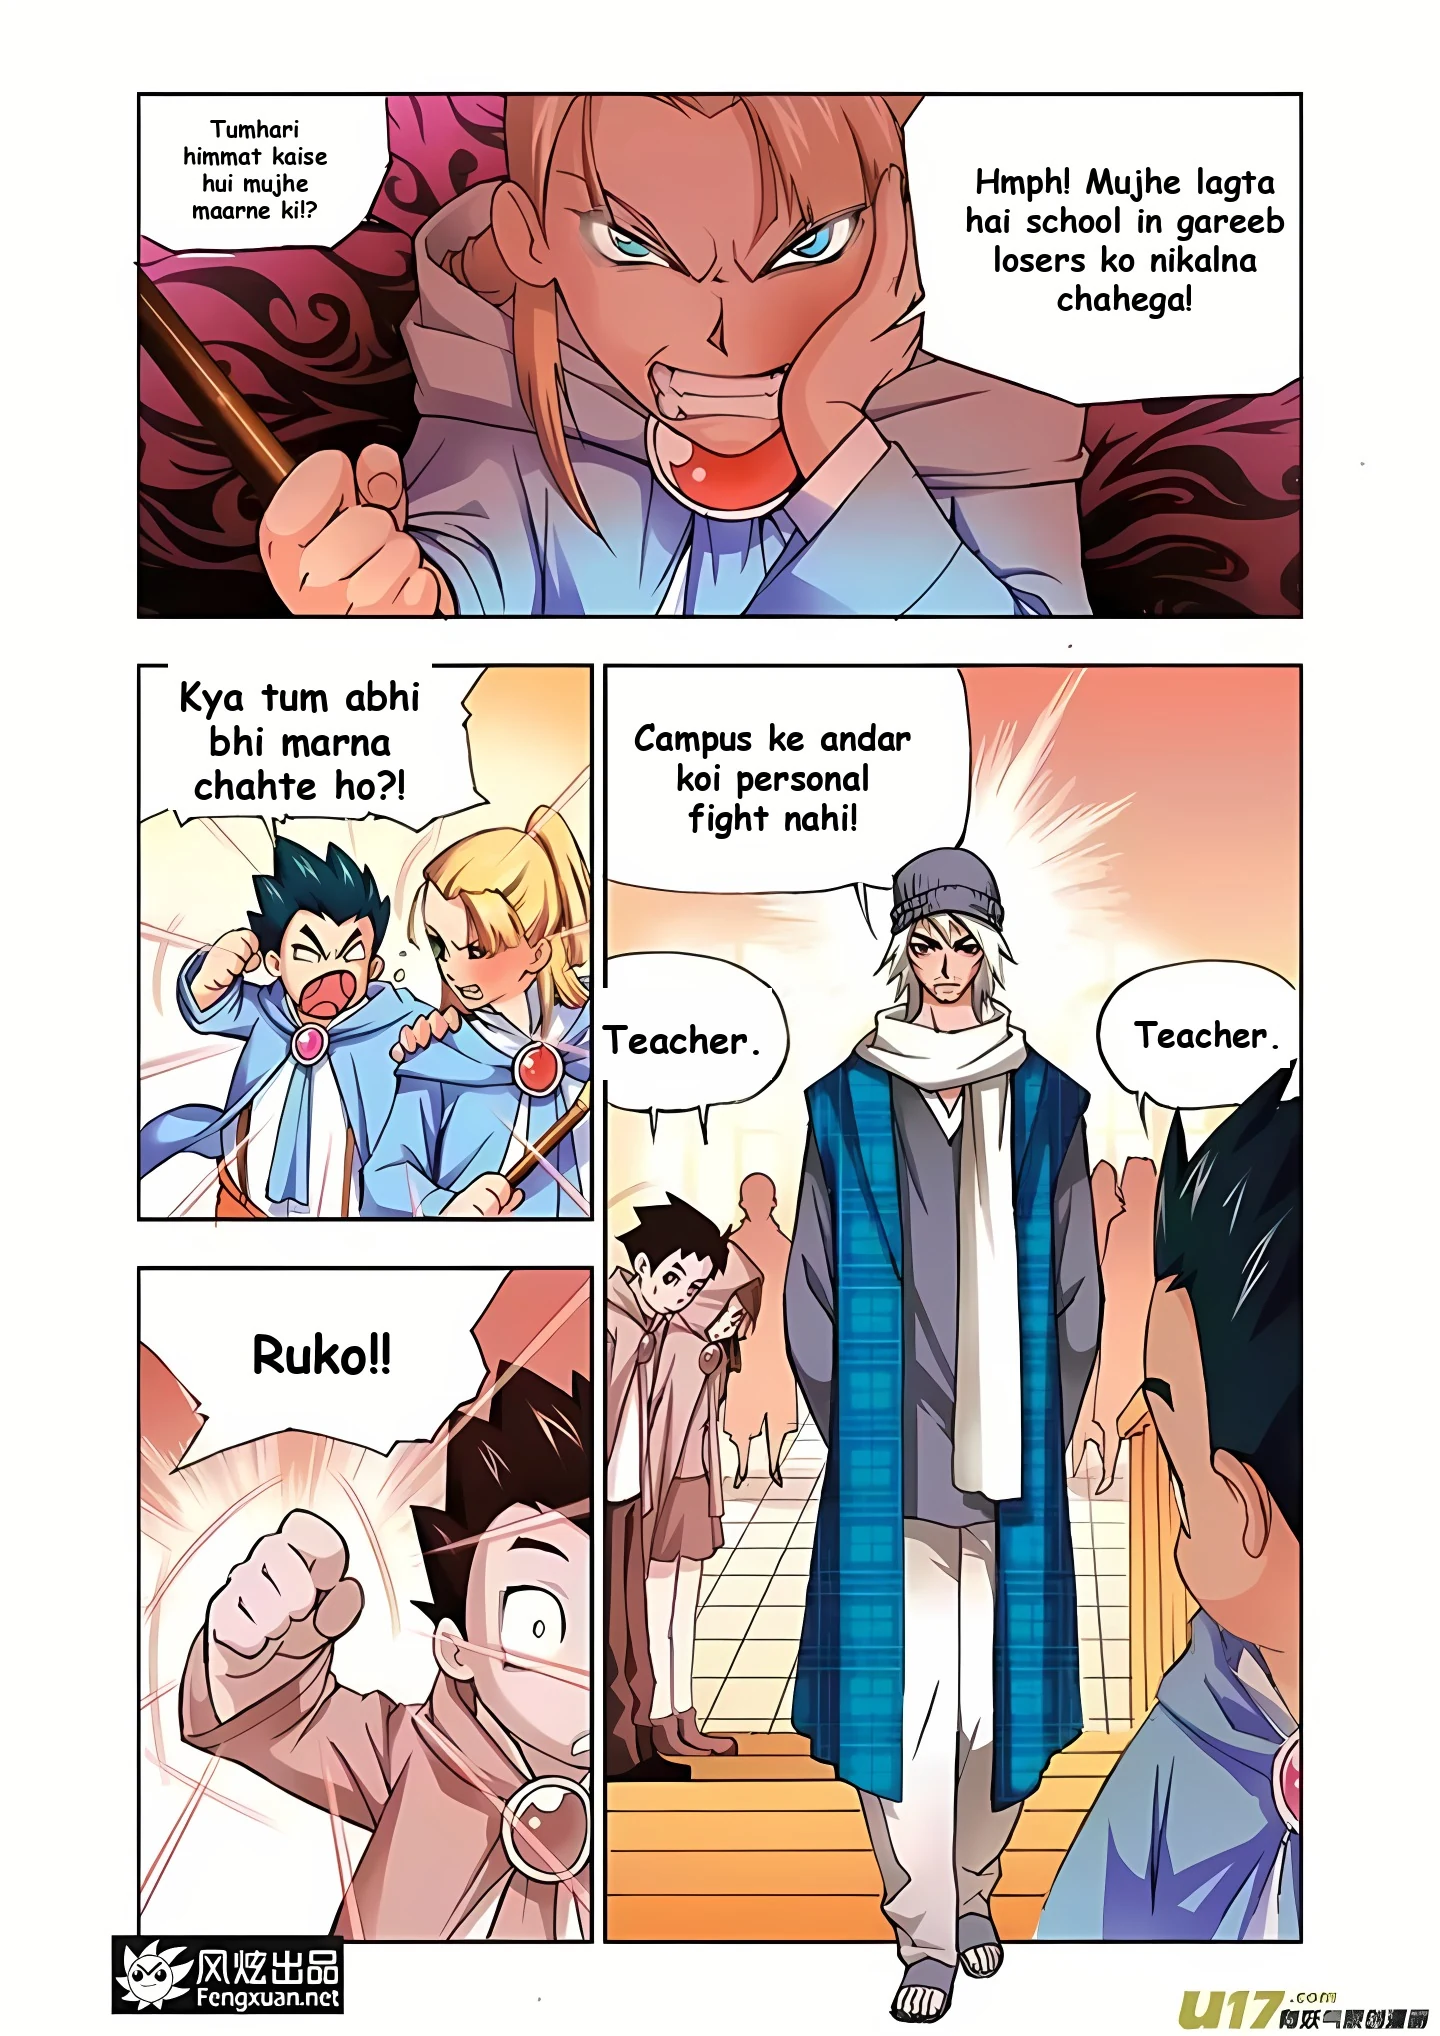 Tumhari
himmat kaise
hui mujhe
maarne ki!?
Hmph! Mujhe lagta
hai school in gareeb
losers ko nikalna
chahega!
Kya tum abhi
bhi marna
chahte ho?!
Campus ke andar
koi personal
fight nahi!
Teacher.
Teacher.
Ruko!!
风炫出品
Fengxuan.net
U17.com